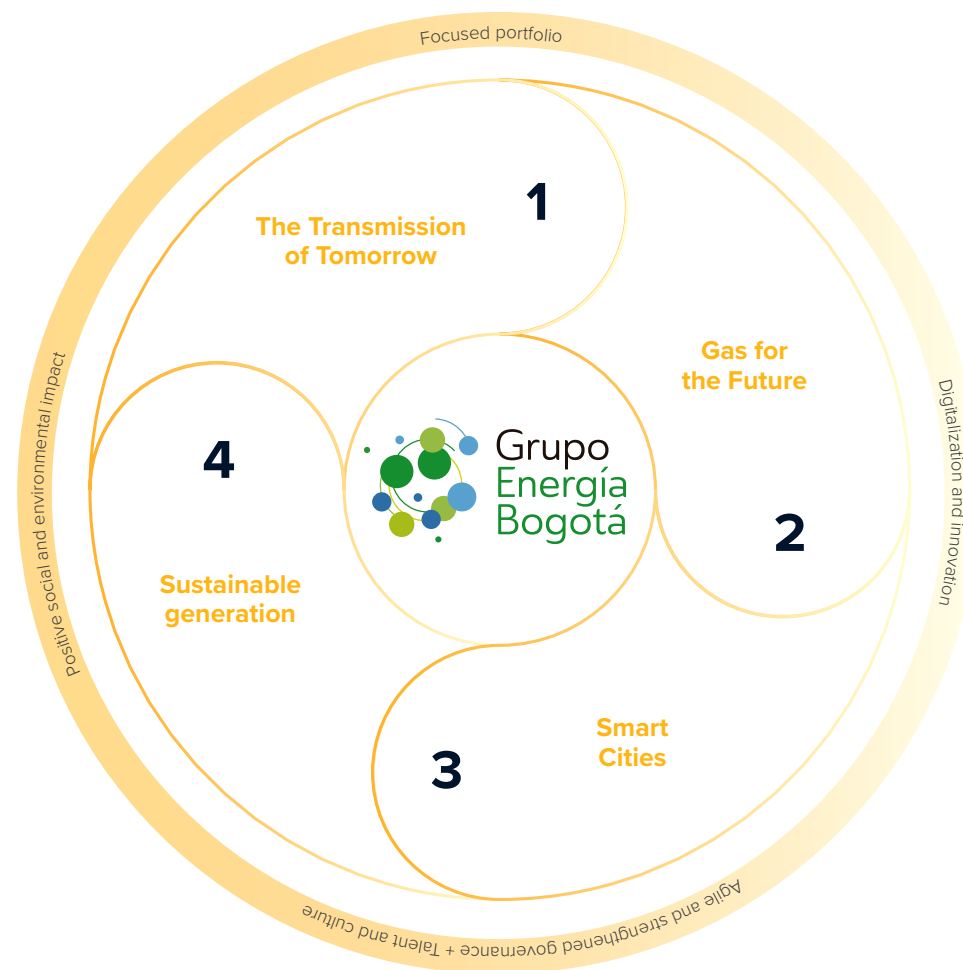 Focused portfolio
1
The Transmission
of Tomorrow
Gas for
the Future
2
Grupo
Energía
Bogotá
4
Sustainable
generation
Smart
Cities
3
Digitalization and innovation
Agile and strengthened governance + Talent and culture
Positive social and environmental impact